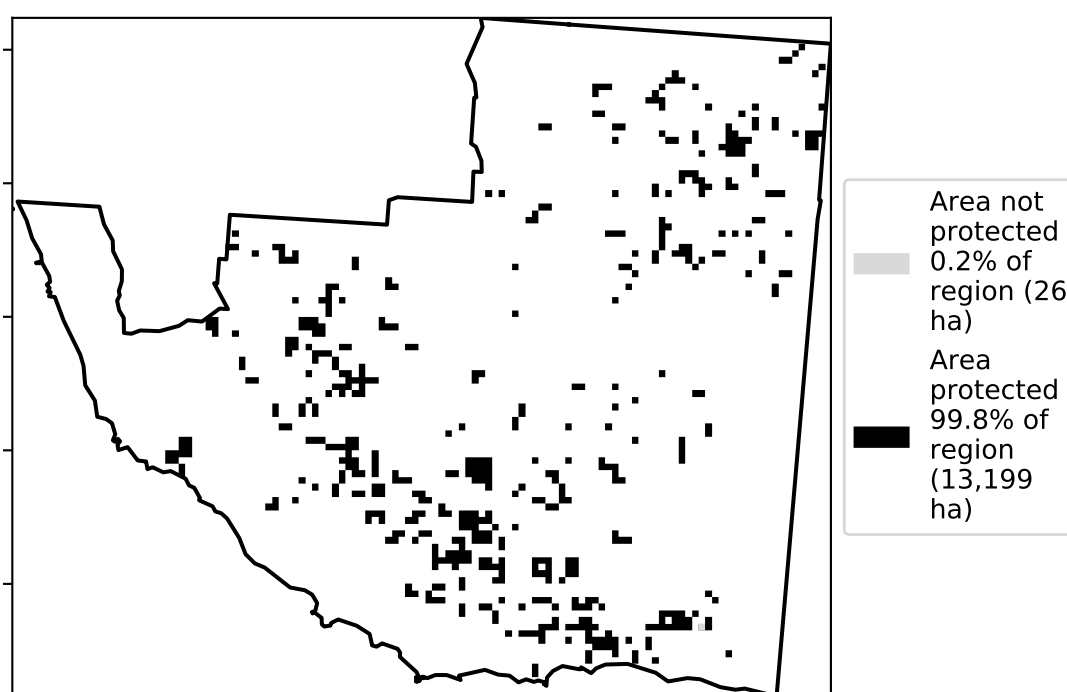 Area not
protected
0.2% of
region (26
ha)
Area
protected
99.8% of
region
(13,199
ha)